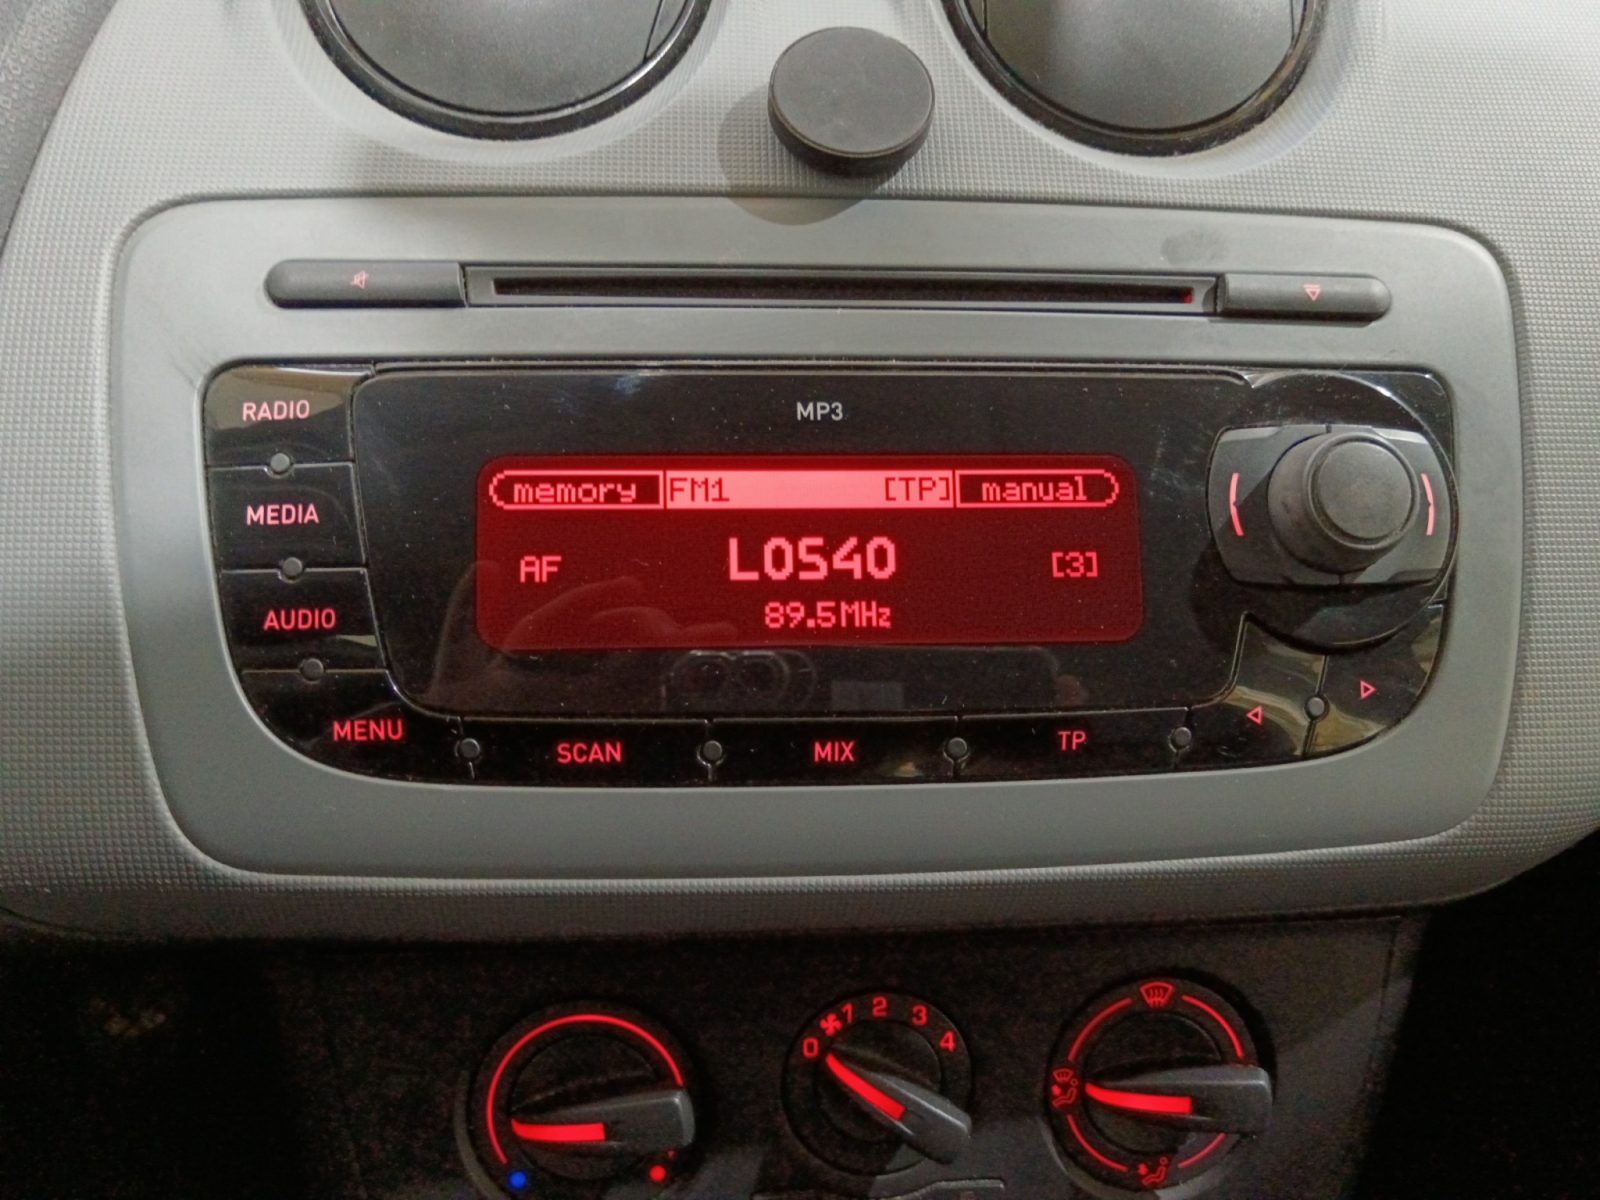 RADIO
MP3
memory FM1 [TP] manual
MEDIA
AF LOS40 [3]
89.5MHz
AUDIO
MENU
SCAN
MIX
TP
0 1 2 3 4